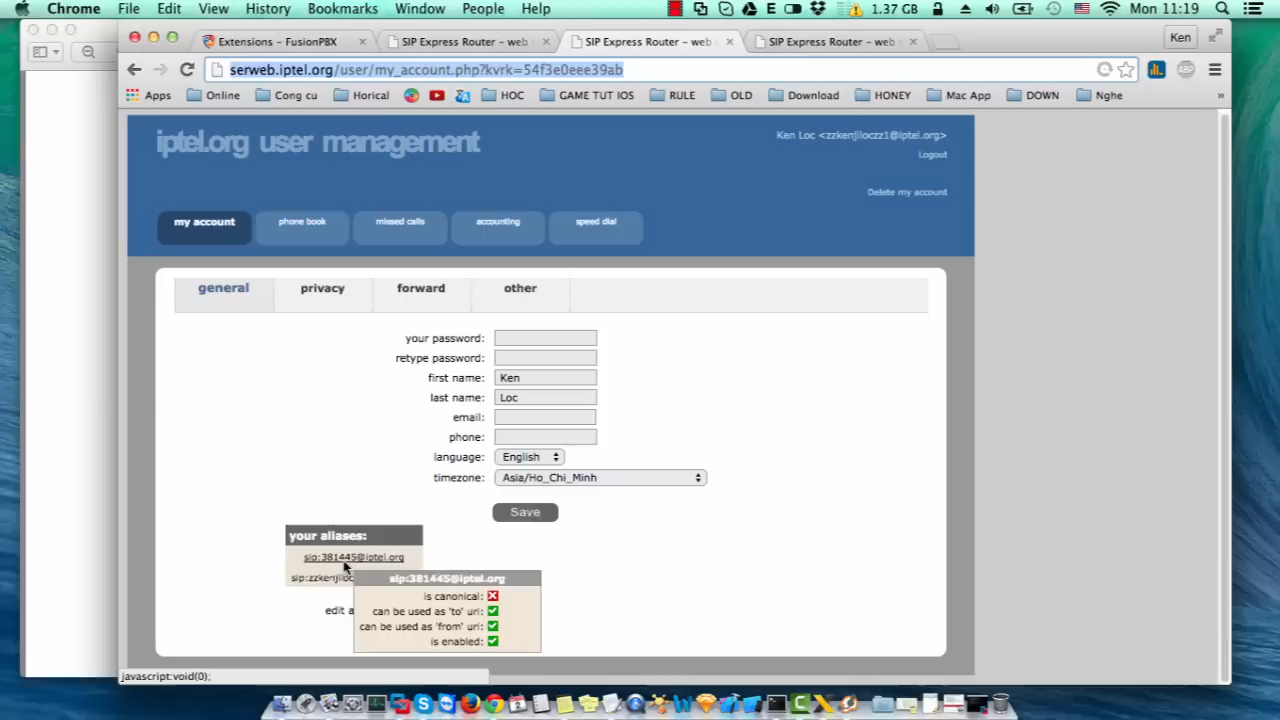 Chrome File Edit View History Bookmarks Window People Help 1.37 GB Mon 11:19
Extensions – FusionPBX
SIP Express Router – web
SIP Express Router – web
SIP Express Router – web
Ken
serweb.iptel.org/user/my_account.php?kvrk=54f3e0eee39ab
Apps Online Cong cu Horical HOC GAME TUT IOS RULE OLD Download HONEY Mac App DOWN Nghe »
iptel.org user management
Ken Loc <zzkenjiloczz1@iptel.org>
Logout
Delete my account
my account phone book missed calls accounting speed dial
general privacy forward other
your password:
retype password:
first name: Ken
last name: Loc
email:
phone:
language: English
timezone: Asia/Ho_Chi_Minh
Save
your aliases:
sip:381445@iptel.org
sip:zzkenjiloc
edit a
sip:381445@iptel.org
is canonical:
can be used as 'to' uri:
can be used as 'from' uri:
is enabled:
javascript:void(0);